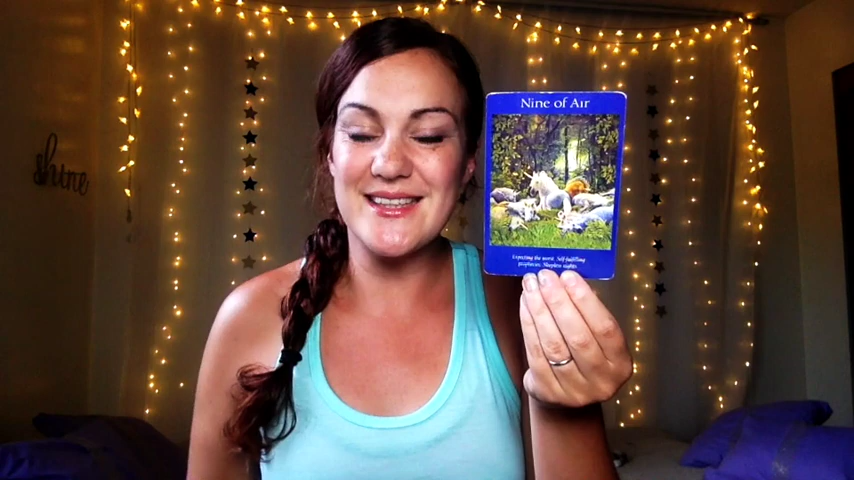 shine
Nine of Air
Expecting the worst. Self-fulfilling
prophecies. Sleepless nights.